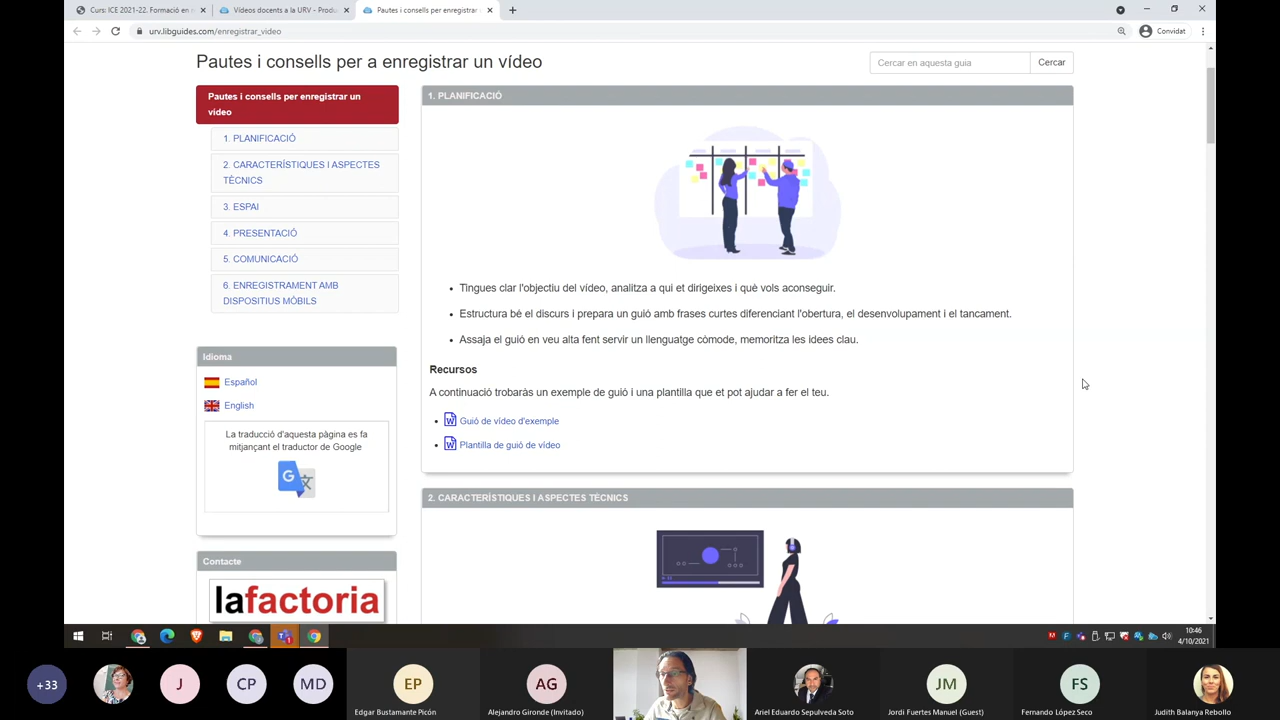 Curs: ICE 2021-22. Formació en n
Vídeos docents a la URV - Produ
Pautes i consells per enregistrar
urv.libguides.com/enregistrar_video
Convidat
Pautes i consells per a enregistrar un vídeo
Cercar en aquesta guia
Cercar
Pautes i consells per enregistrar un
vídeo
1. PLANIFICACIÓ
2. CARACTERÍSTIQUES I ASPECTES
TÈCNICS
3. ESPAI
4. PRESENTACIÓ
5. COMUNICACIÓ
6. ENREGISTRAMENT AMB
DISPOSITIUS MÒBILS
Idioma
Español
English
La traducció d'aquesta pàgina es fa
mitjançant el traductor de Google
G
Contacte
lafactoria
1. PLANIFICACIÓ
Tingues clar l'objectiu del vídeo, analitza a qui et dirigeixes i què vols aconseguir.
Estructura bé el discurs i prepara un guió amb frases curtes diferenciant l'obertura, el desenvolupament i el tancament.
Assaja el guió en veu alta fent servir un llenguatge còmode, memoritza les idees clau.
Recursos
A continuació trobaràs un exemple de guió i una plantilla que et pot ajudar a fer el teu.
Guió de vídeo d'exemple
Plantilla de guió de vídeo
2. CARACTERÍSTIQUES I ASPECTES TÈCNICS
10:46
4/10/2021
+33
J
CP
MD
EP
AG
JM
FS
Edgar Bustamante Picón
Alejandro Gironde (Invitado)
Ariel Eduardo Sepulveda Soto
Jordi Fuertes Manuel (Guest)
Fernando López Seco
Judith Balanya Rebollo